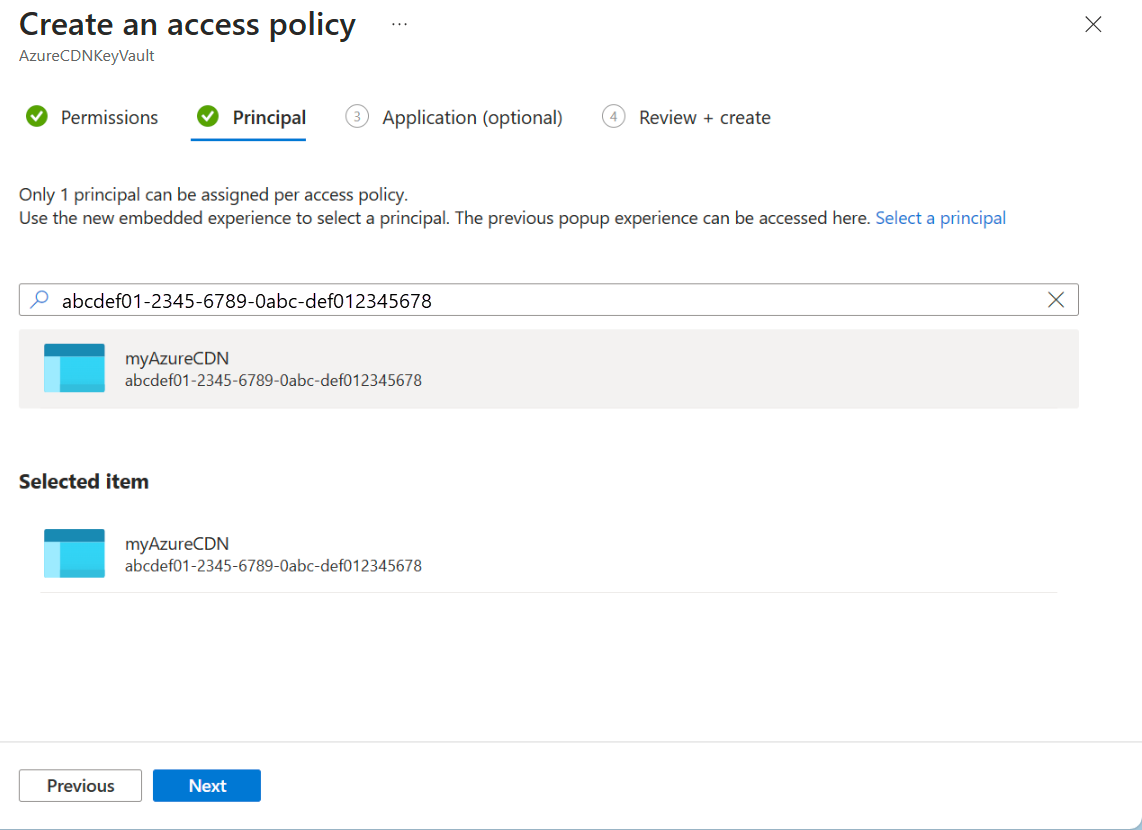 Create an access policy ...
AzureCDNKeyVault
Permissions Principal 3 Application (optional) 4 Review + create
Only 1 principal can be assigned per access policy.
Use the new embedded experience to select a principal. The previous popup experience can be accessed here. Select a principal
abcdef01-2345-6789-0abc-def012345678
myAzureCDN
abcdef01-2345-6789-0abc-def012345678
Selected item
myAzureCDN
abcdef01-2345-6789-0abc-def012345678
Previous Next